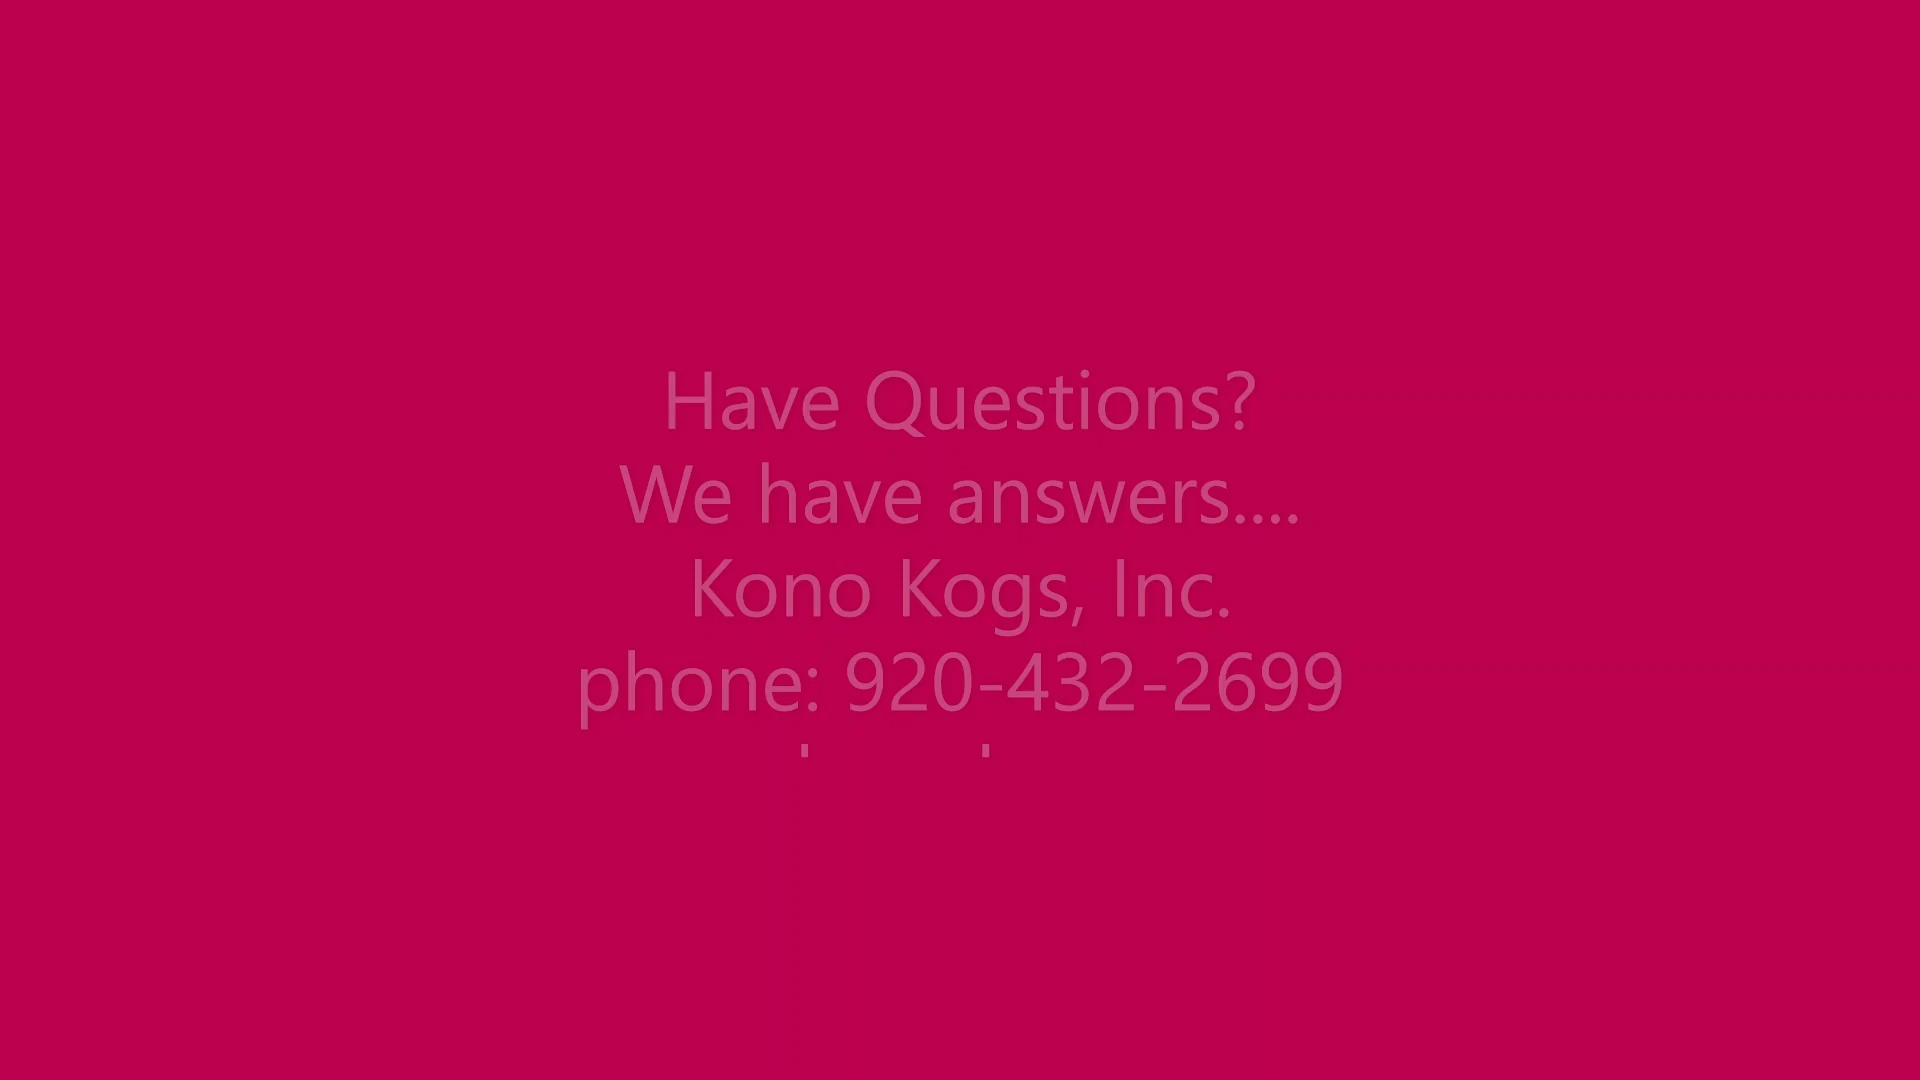 Have Questions?
We have answers....
Kono Kogs, Inc.
phone: 920-432-2699